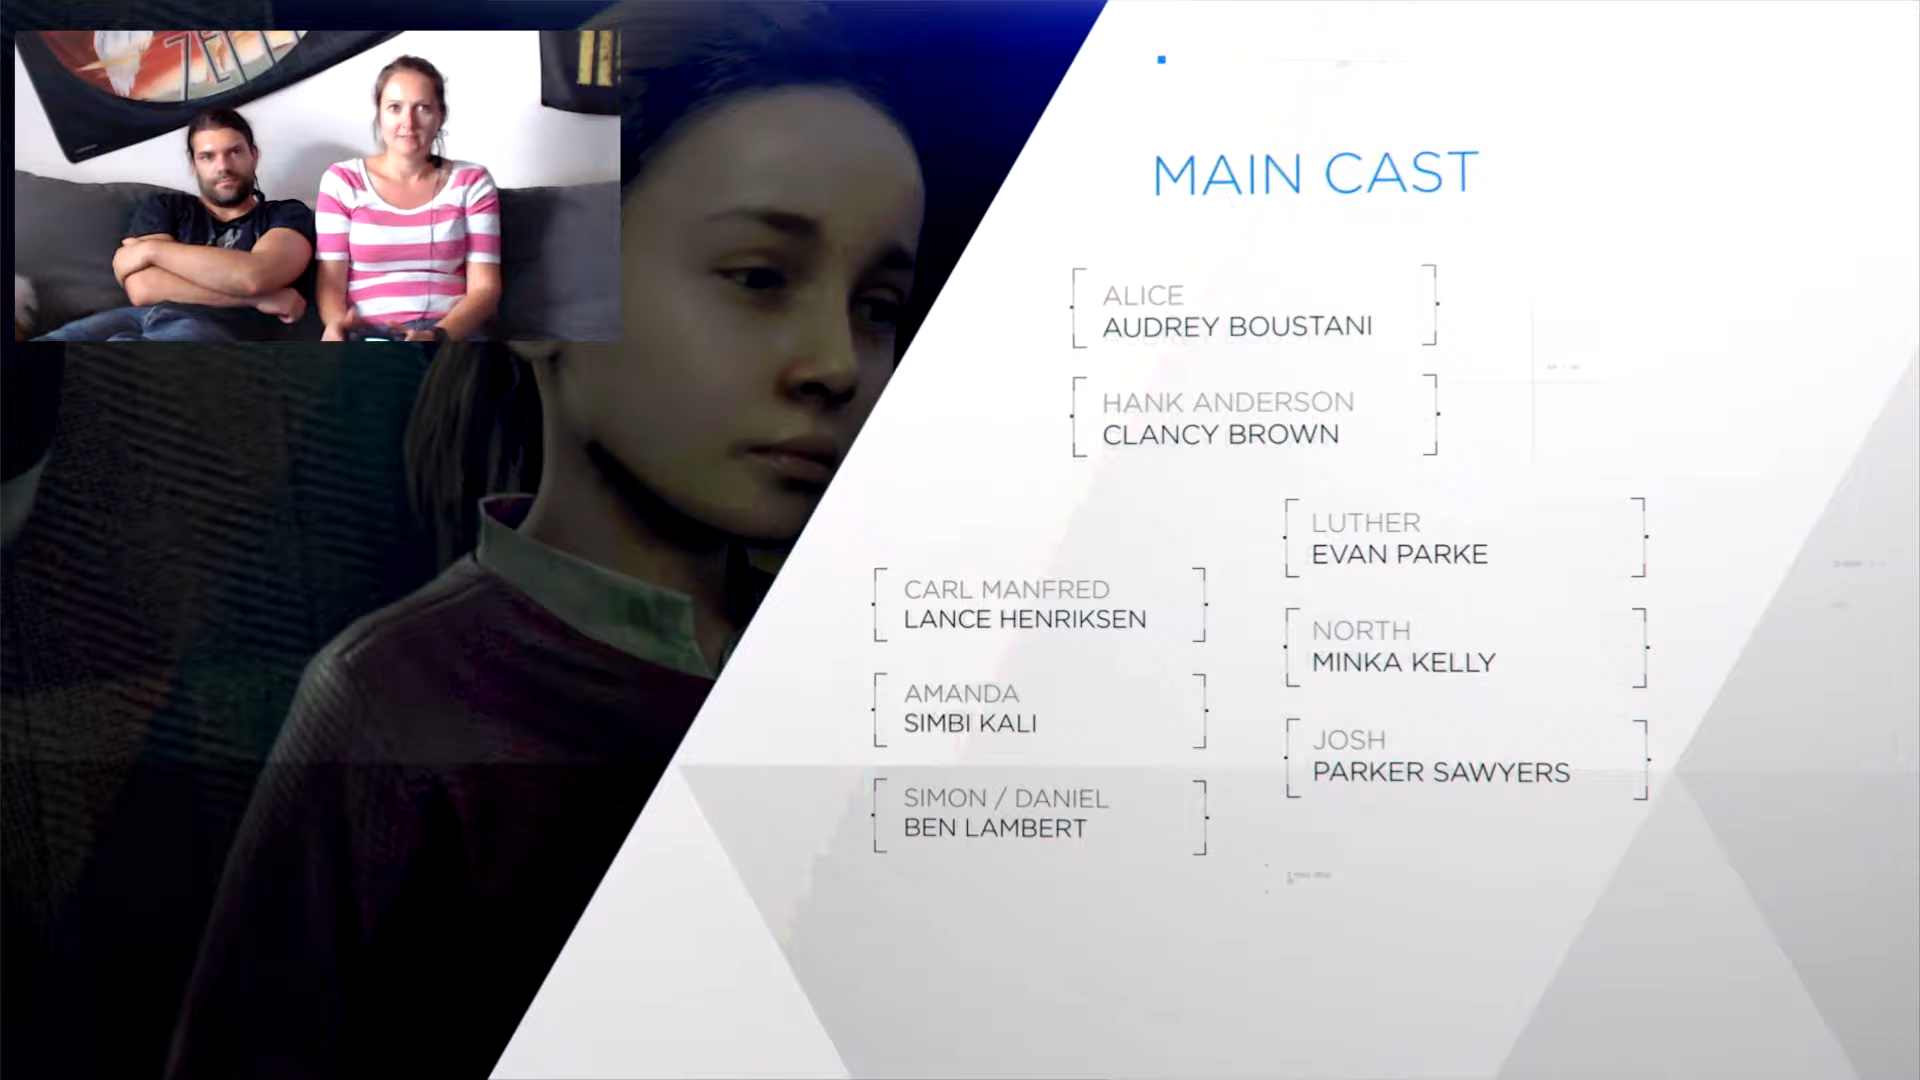 MAIN CAST
ALICE
AUDREY BOUSTANI
HANK ANDERSON
CLANCY BROWN
LUTHER
EVAN PARKE
CARL MANFRED
LANCE HENRIKSEN
NORTH
MINKA KELLY
AMANDA
SIMBI KALI
JOSH
PARKER SAWYERS
SIMON / DANIEL
BEN LAMBERT